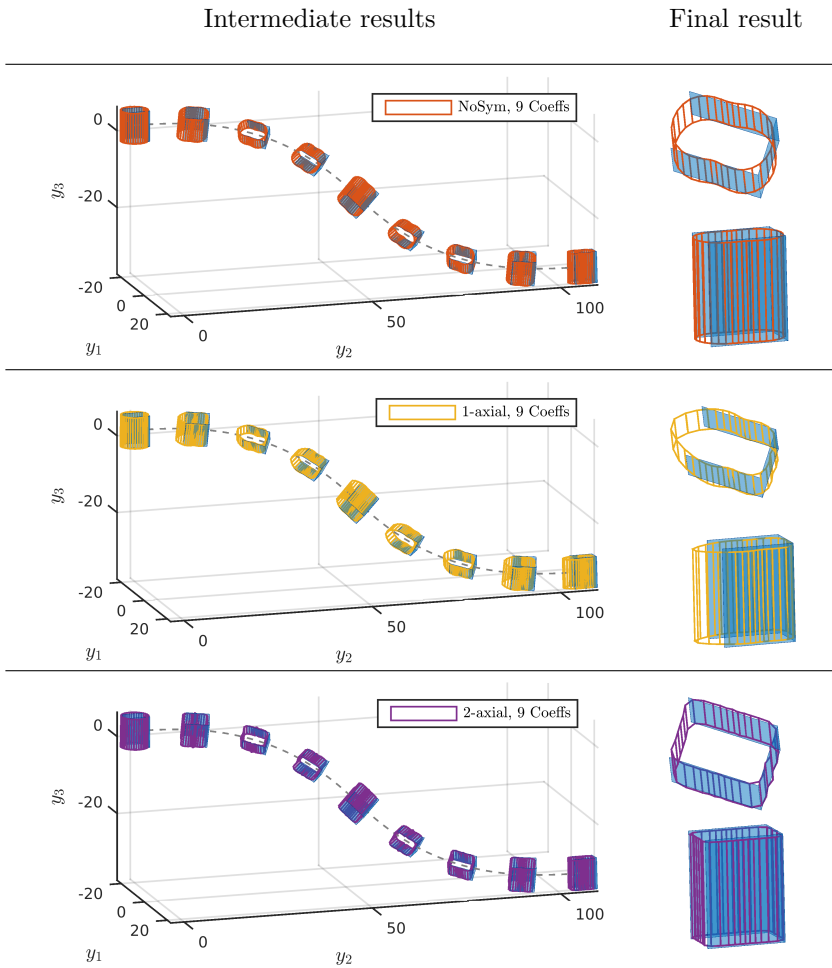 Intermediate results
Final result
NoSym, 9 Coeffs
0
-20
y₃
-20
0
20
y₁
0
50
100
y₂
1-axial, 9 Coeffs
0
-20
y₃
-20
0
20
y₁
0
50
100
y₂
2-axial, 9 Coeffs
0
-20
y₃
-20
0
20
y₁
0
50
100
y₂